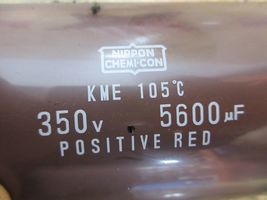 NIPPON
CHEMI-CON
KME 105°C
350v 5600µF
POSITIVE RED